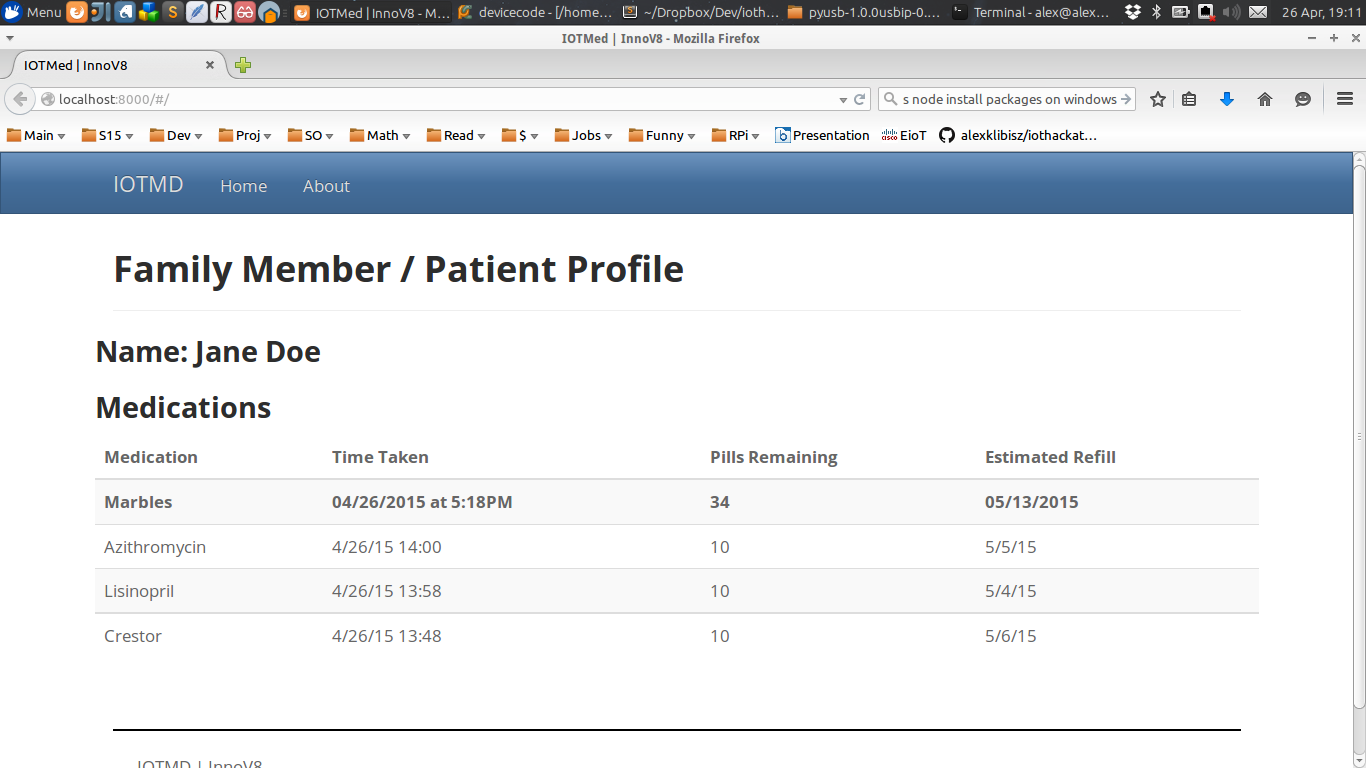 Menu IOTMed | InnoV8 - M... devicecode - [/home... ~/Dropbox/Dev/ioth... pyusb-1.0.0usbip-0.... Terminal - alex@alex... 26 Apr, 19:11
IOTMed | InnoV8 - Mozilla Firefox
IOTMed | InnoV8
localhost:8000/#/ s node install packages on windows
Main S15 Dev Proj SO Math Read $ Jobs Funny RPi Presentation EioT alexklibisz/iothackat...
IOTMD Home About
Family Member / Patient Profile
Name: Jane Doe
Medications
Medication Time Taken Pills Remaining Estimated Refill
Marbles 04/26/2015 at 5:18PM 34 05/13/2015
Azithromycin 4/26/15 14:00 10 5/5/15
Lisinopril 4/26/15 13:58 10 5/4/15
Crestor 4/26/15 13:48 10 5/6/15
IOTMD | InnoV8